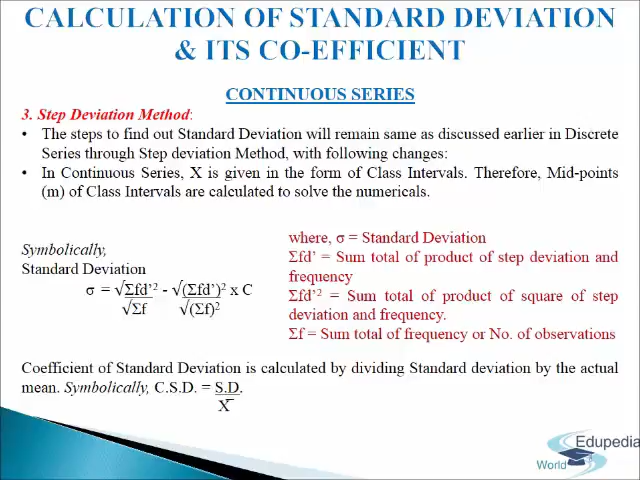 CALCULATION OF STANDARD DEVIATION
& ITS CO-EFFICIENT
CONTINUOUS SERIES
3. Step Deviation Method:
• The steps to find out Standard Deviation will remain same as discussed earlier in Discrete
Series through Step deviation Method, with following changes:
• In Continuous Series, X is given in the form of Class Intervals. Therefore, Mid-points
(m) of Class Intervals are calculated to solve the numericals.
Symbolically,
Standard Deviation
σ = √Σfd’² - √(Σfd’)² x C
√Σf √(Σf)²
where, σ = Standard Deviation
Σfd’ = Sum total of product of step deviation and
frequency
Σfd’² = Sum total of product of square of step
deviation and frequency.
Σf = Sum total of frequency or No. of observations
Coefficient of Standard Deviation is calculated by dividing Standard deviation by the actual
mean. Symbolically, C.S.D. = S.D.
X̅
Edupedia
World